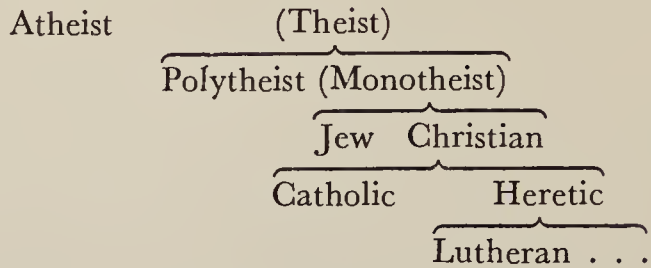 Atheist (Theist)
Polytheist (Monotheist)
Jew Christian
Catholic Heretic
Lutheran . . .